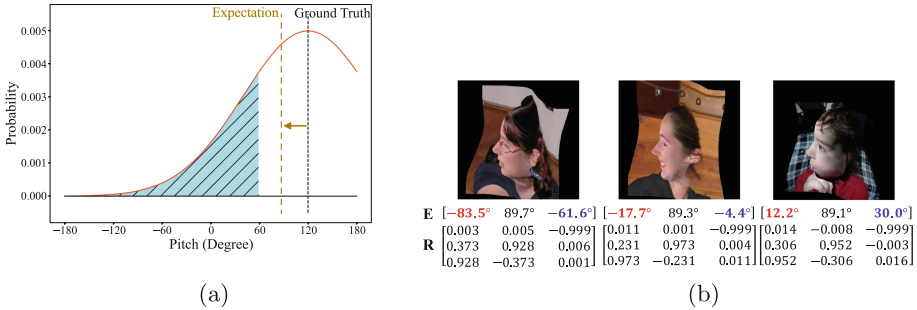 Expectation
Ground Truth
0.005
0.004
0.003
0.002
0.001
0.000
Probability
−180
−120
−60
0
60
120
180
Pitch (Degree)
(a)
E [−83.5° 89.7° −61.6°] [−17.7° 89.3° −4.4°] [12.2° 89.1° 30.0°]
[0.003 0.005 −0.999] [0.011 0.001 −0.999] [0.014 −0.008 −0.999]
R [0.373 0.928 0.006] [0.231 0.973 0.004] [0.306 0.952 −0.003]
[0.928 −0.373 0.001] [0.973 −0.231 0.011] [0.952 −0.306 0.016]
(b)